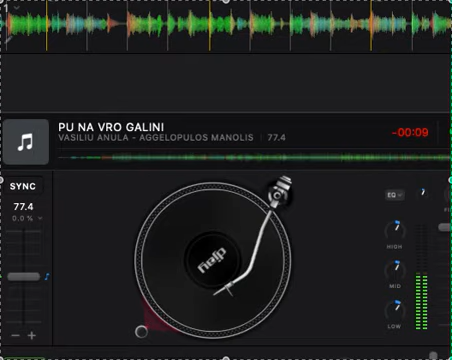 PU NA VRO GALINI
VASILIU ANULA - AGGELOPULOS MANOLIS 77.4
-00:09
SYNC
77.4
0.0 %
EQ
HIGH
MID
LOW
djay